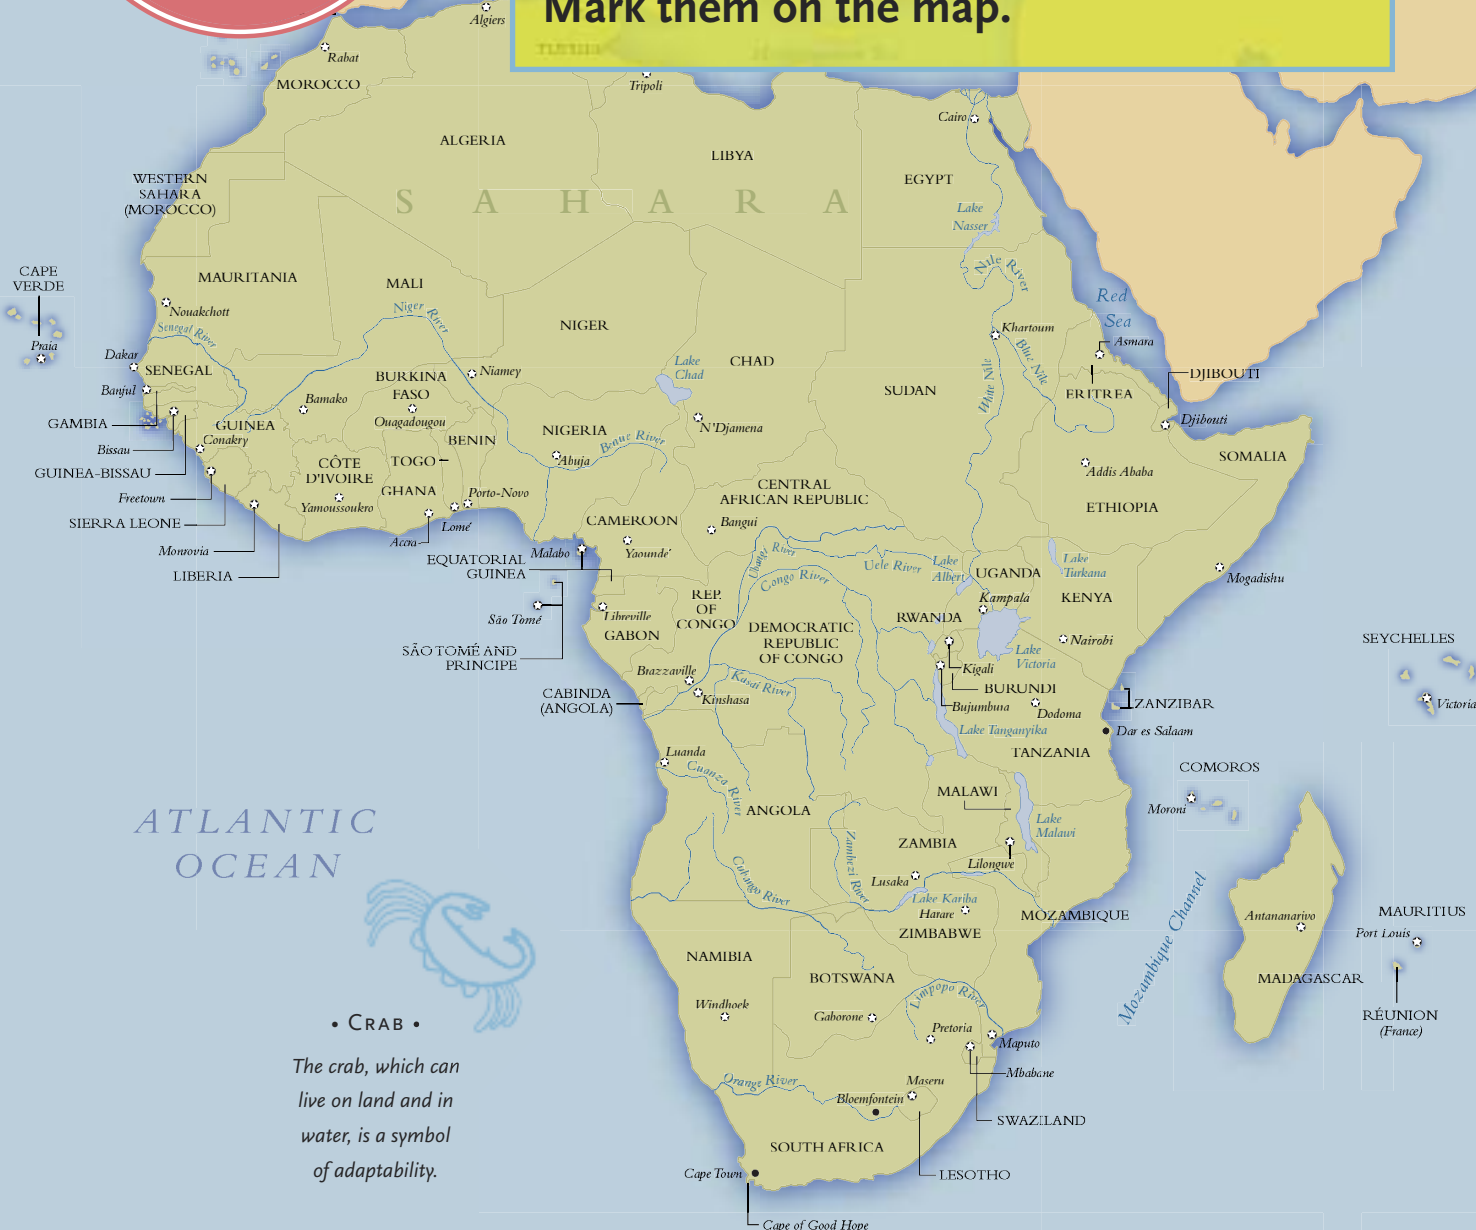 Mark them on the map.
Algiers
Rabat
MOROCCO
Tripoli
Cairo
ALGERIA
LIBYA
EGYPT
WESTERN
SAHARA
(MOROCCO)
SAHARA
Lake
Nasser
CAPE
VERDE
MAURITANIA
MALI
Nile River
Red
Sea
Nouakchott
Niger River
NIGER
Senegal River
Khartoum
Asmara
Praia
Dakar
SENEGAL
Lake
Chad
CHAD
Blue Nile
White Nile
DJIBOUTI
Banjul
BURKINA
FASO
Niamey
SUDAN
ERITREA
Bamako
Ouagadougou
N'Djamena
Djibouti
GAMBIA
GUINEA
Conakry
BENIN
NIGERIA
Benue River
Bissau
TOGO
Abuja
Addis Ababa
SOMALIA
GUINEA-BISSAU
CÔTE
D'IVOIRE
GHANA
Porto-Novo
CENTRAL
AFRICAN REPUBLIC
ETHIOPIA
Freetown
Yamoussoukro
SIERRA LEONE
Lomé
CAMEROON
Bangui
Monrovia
Accra
Malabo
Yaoundé
Ubangi River
LIBERIA
EQUATORIAL
GUINEA
Uele River
Lake
Albert
UGANDA
Lake
Turkana
Mogadishu
Congo River
Kampala
KENYA
São Tomé
Libreville
GABON
REP.
OF
CONGO
DEMOCRATIC
REPUBLIC
OF CONGO
RWANDA
Nairobi
SEYCHELLES
SÃO TOMÉ AND
PRINCIPE
Lake
Victoria
Brazzaville
Kasai River
Kigali
CABINDA
(ANGOLA)
Kinshasa
BURUNDI
Bujumbura
Dodoma
ZANZIBAR
Victoria
Lake Tanganyika
Dar es Salaam
Luanda
TANZANIA
Cuanza River
COMOROS
MALAWI
Moroni
ATLANTIC
OCEAN
ANGOLA
Lake
Malawi
ZAMBIA
Zambezi River
Lilongwe
Cubango River
Lusaka
Lake Kariba
Harare
MOZAMBIQUE
ZIMBABWE
Mozambique Channel
Antananarivo
MAURITIUS
Port Louis
NAMIBIA
BOTSWANA
MADAGASCAR
Limpopo River
Windhoek
Gaborone
RÉUNION
(France)
Pretoria
Maputo
• CRAB •
Mbabane
The crab, which can
live on land and in
water, is a symbol
of adaptability.
Orange River
Maseru
Bloemfontein
SWAZILAND
SOUTH AFRICA
Cape Town
LESOTHO
Cape of Good Hope